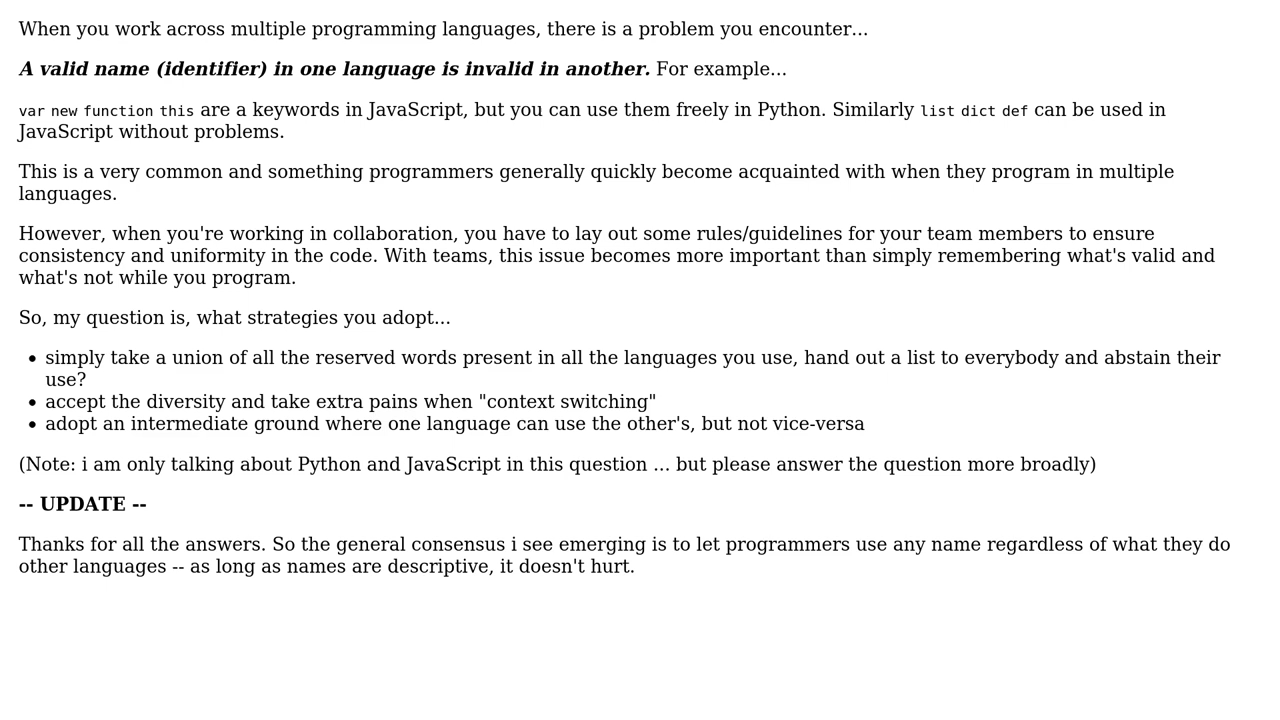 When you work across multiple programming languages, there is a problem you encounter...
A valid name (identifier) in one language is invalid in another. For example...
var new function this are a keywords in JavaScript, but you can use them freely in Python. Similarly list dict def can be used in
JavaScript without problems.
This is a very common and something programmers generally quickly become acquainted with when they program in multiple
languages.
However, when you're working in collaboration, you have to lay out some rules/guidelines for your team members to ensure
consistency and uniformity in the code. With teams, this issue becomes more important than simply remembering what's valid and
what's not while you program.
So, my question is, what strategies you adopt...
• simply take a union of all the reserved words present in all the languages you use, hand out a list to everybody and abstain their
use?
• accept the diversity and take extra pains when "context switching"
• adopt an intermediate ground where one language can use the other's, but not vice-versa
(Note: i am only talking about Python and JavaScript in this question ... but please answer the question more broadly)
-- UPDATE --
Thanks for all the answers. So the general consensus i see emerging is to let programmers use any name regardless of what they do
other languages -- as long as names are descriptive, it doesn't hurt.